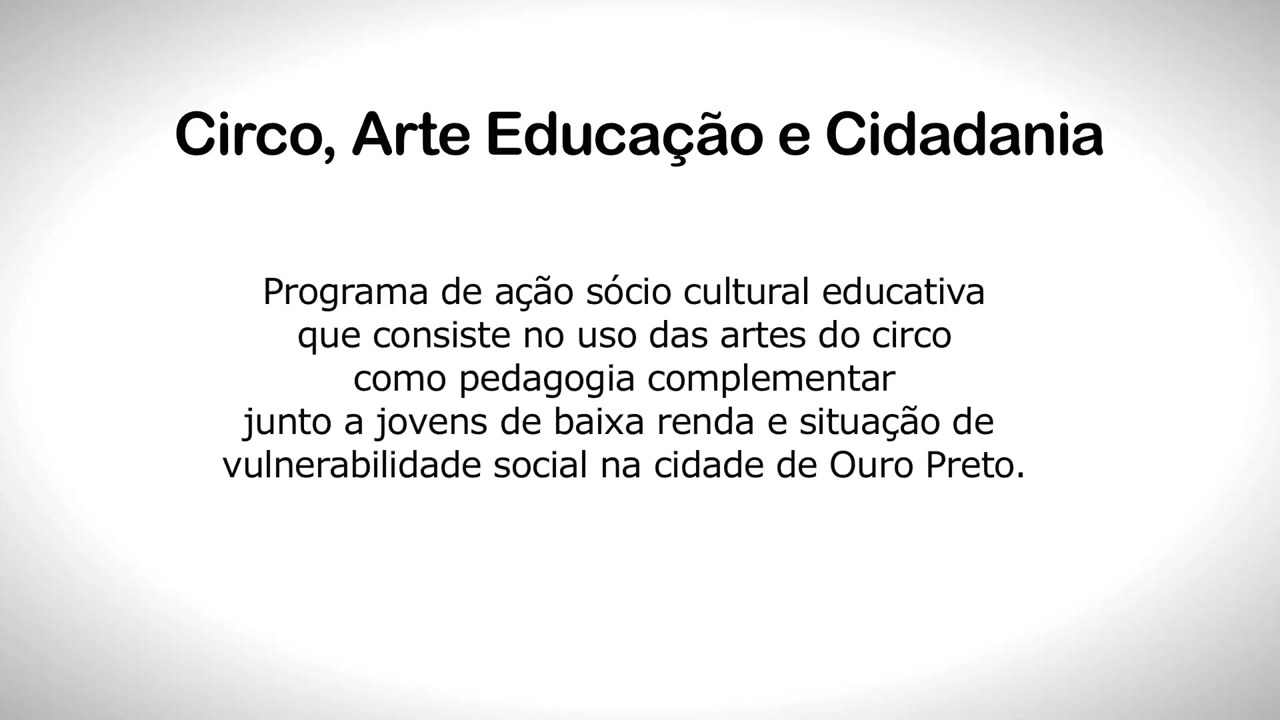 Circo, Arte Educação e Cidadania
Programa de ação sócio cultural educativa
que consiste no uso das artes do circo
como pedagogia complementar
junto a jovens de baixa renda e situação de
vulnerabilidade social na cidade de Ouro Preto.